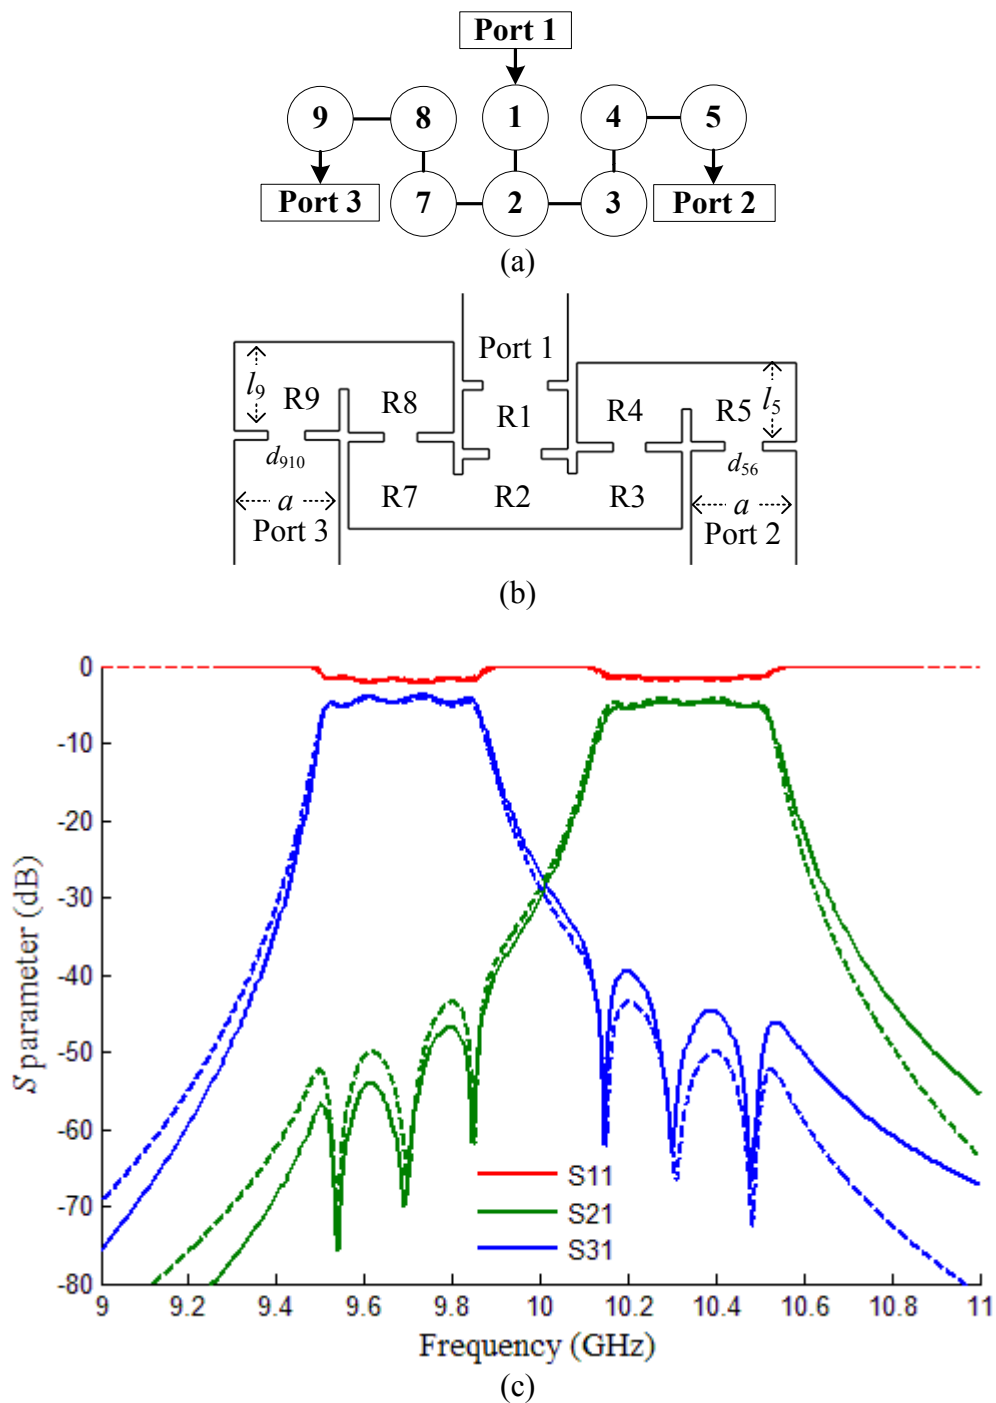 Port 1
9 8 1 4 5
Port 3 7 2 3 Port 2
(a)
Port 1
l9 R9 R8 R1 R4 R5 l5
d910 d56
R7 R2 R3
a a
Port 3 Port 2
(b)
0
-10
-20
-30
-40
-50
-60
-70
-80
S parameter (dB)
S11
S21
S31
9 9.2 9.4 9.6 9.8 10 10.2 10.4 10.6 10.8 11
Frequency (GHz)
(c)